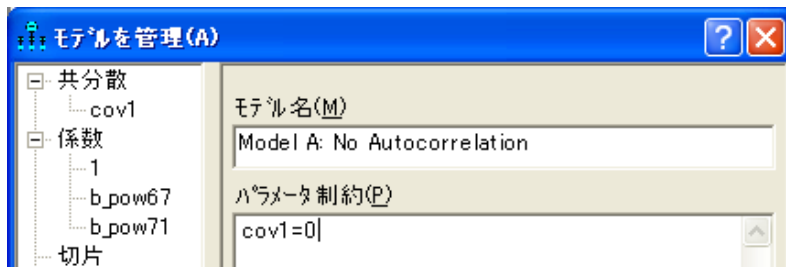 モデルを管理(A)
共分散
cov1
係数
1
b_pow67
b_pow71
切片
モデル名(M)
Model A: No Autocorrelation
パラメータ制約(P)
cov1=0